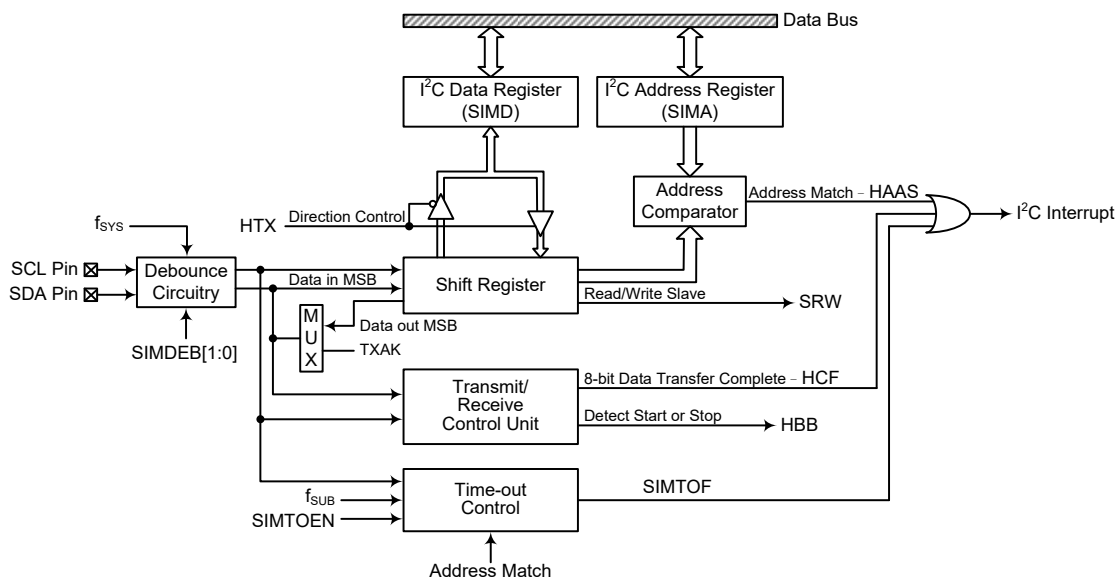 Data Bus
I²C Data Register
(SIMD)
I²C Address Register
(SIMA)
Address
Comparator
Address Match - HAAS
I²C Interrupt
HTX
Direction Control
fSYS
SCL Pin
SDA Pin
Debounce
Circuitry
SIMDEB[1:0]
Data in MSB
Shift Register
Read/Write Slave
SRW
M
U
X
Data out MSB
TXAK
Transmit/
Receive
Control Unit
8-bit Data Transfer Complete - HCF
Detect Start or Stop
HBB
fSUB
SIMTOEN
Time-out
Control
SIMTOF
Address Match